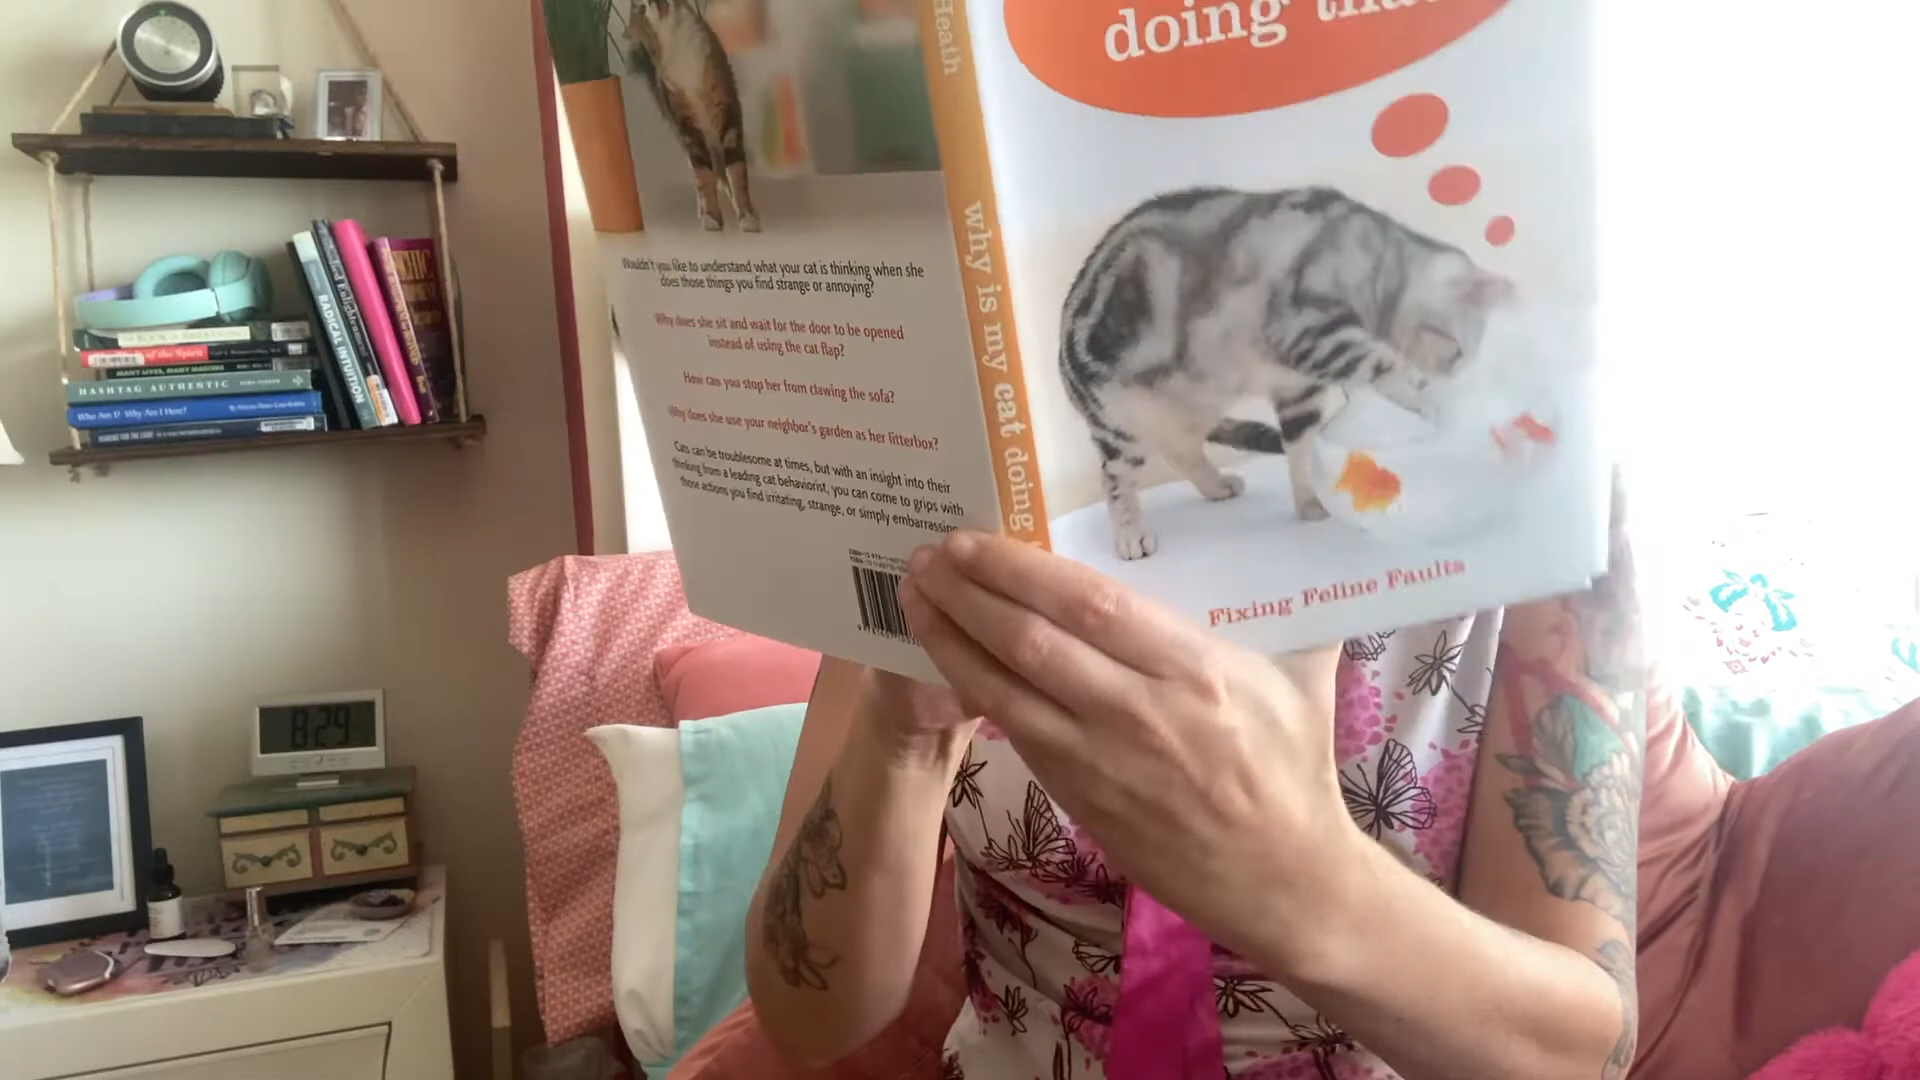 doing that
Heath
why is my cat doing
Wouldn't you like to understand what your cat is thinking when she
does those things you find strange or annoying?
Why does she sit and wait for the door to be opened
instead of using the cat flap?
How can you stop her from clawing the sofa?
Why does she use your neighbor's garden as her litterbox?
Cats can be troublesome at times, but with an insight into their
thinking from a leading cat behaviorist, you can come to grips with
those actions you find irritating, strange, or simply embarrassing
Fixing Feline Faults
of the Spirit
MANY LIVES, MANY MASTERS
HASHTAG AUTHENTIC
Who Am I? Why Am I Here?
RADICAL INTUITION
8:29